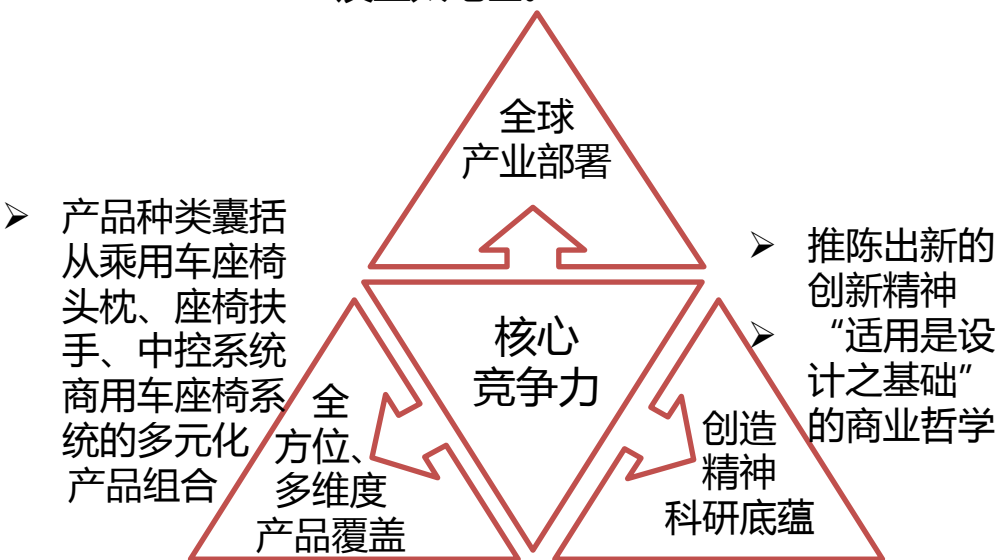 全球
产业部署
➢ 产品种类囊括
从乘用车座椅
头枕、座椅扶
手、中控系统
商用车座椅系
统的多元化
产品组合
核心
竞争力
全
方位、
多维度
产品覆盖
创造
精神
科研底蕴
➢ 推陈出新的
创新精神
➢ “适用是设
计之基础”
的商业哲学